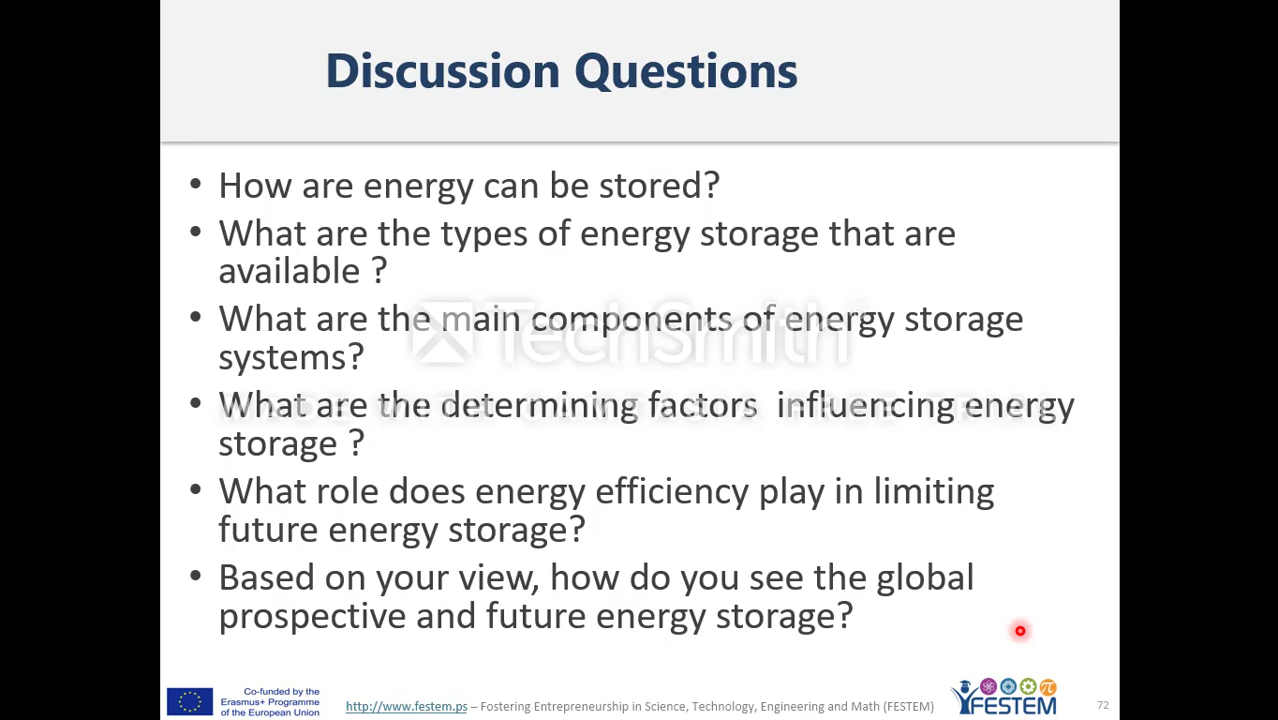 Discussion Questions
• How are energy can be stored?
• What are the types of energy storage that are
available ?
• What are the main components of energy storage
systems?
• What are the determining factors  influencing energy
storage ?
• What role does energy efficiency play in limiting
future energy storage?
• Based on your view, how do you see the global
prospective and future energy storage?
TechSmith
Co-funded by the
Erasmus+ Programme
of the European Union
http://www.festem.ps – Fostering Entrepreneurship in Science, Technology, Engineering and Math (FESTEM)
FESTEM
72